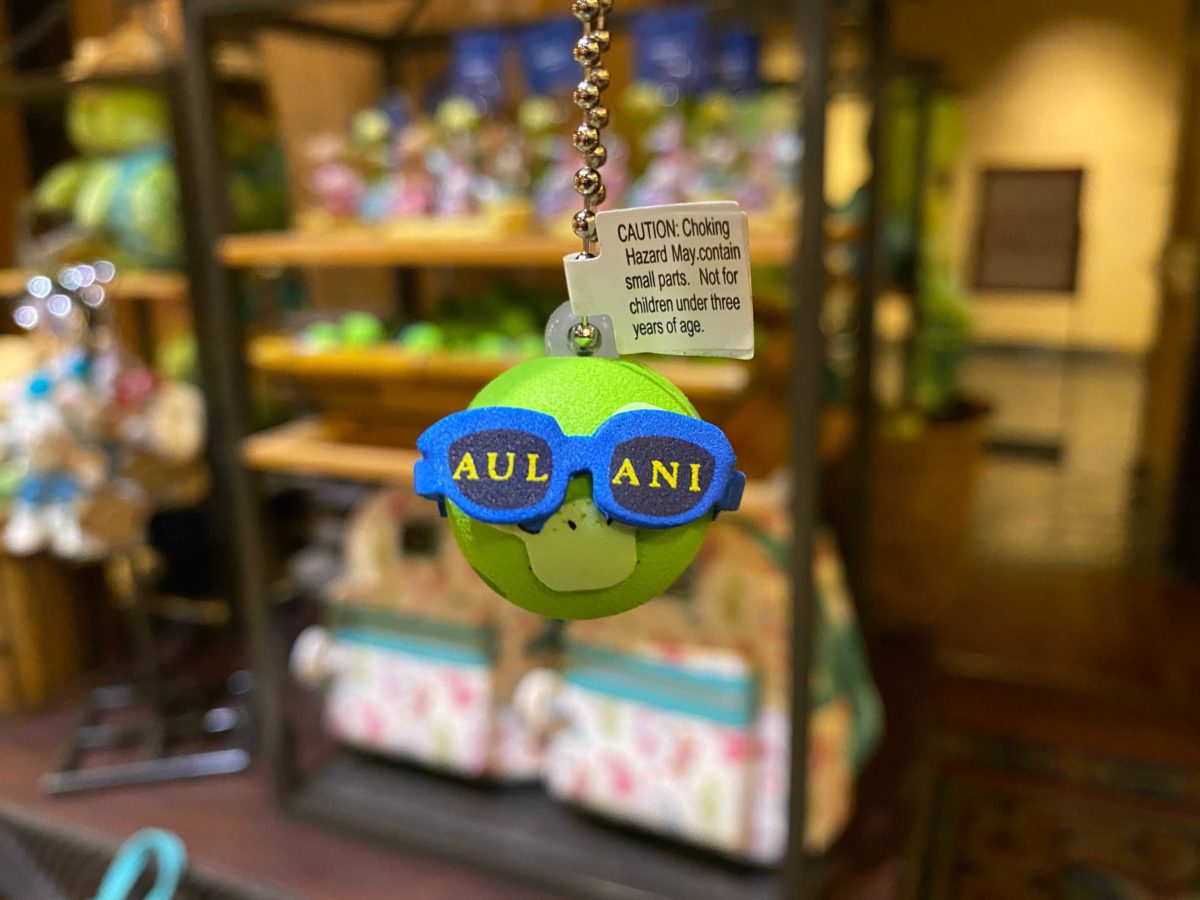 CAUTION: Choking
Hazard May.contain
small parts. Not for
children under three
years of age.
AUL ANI